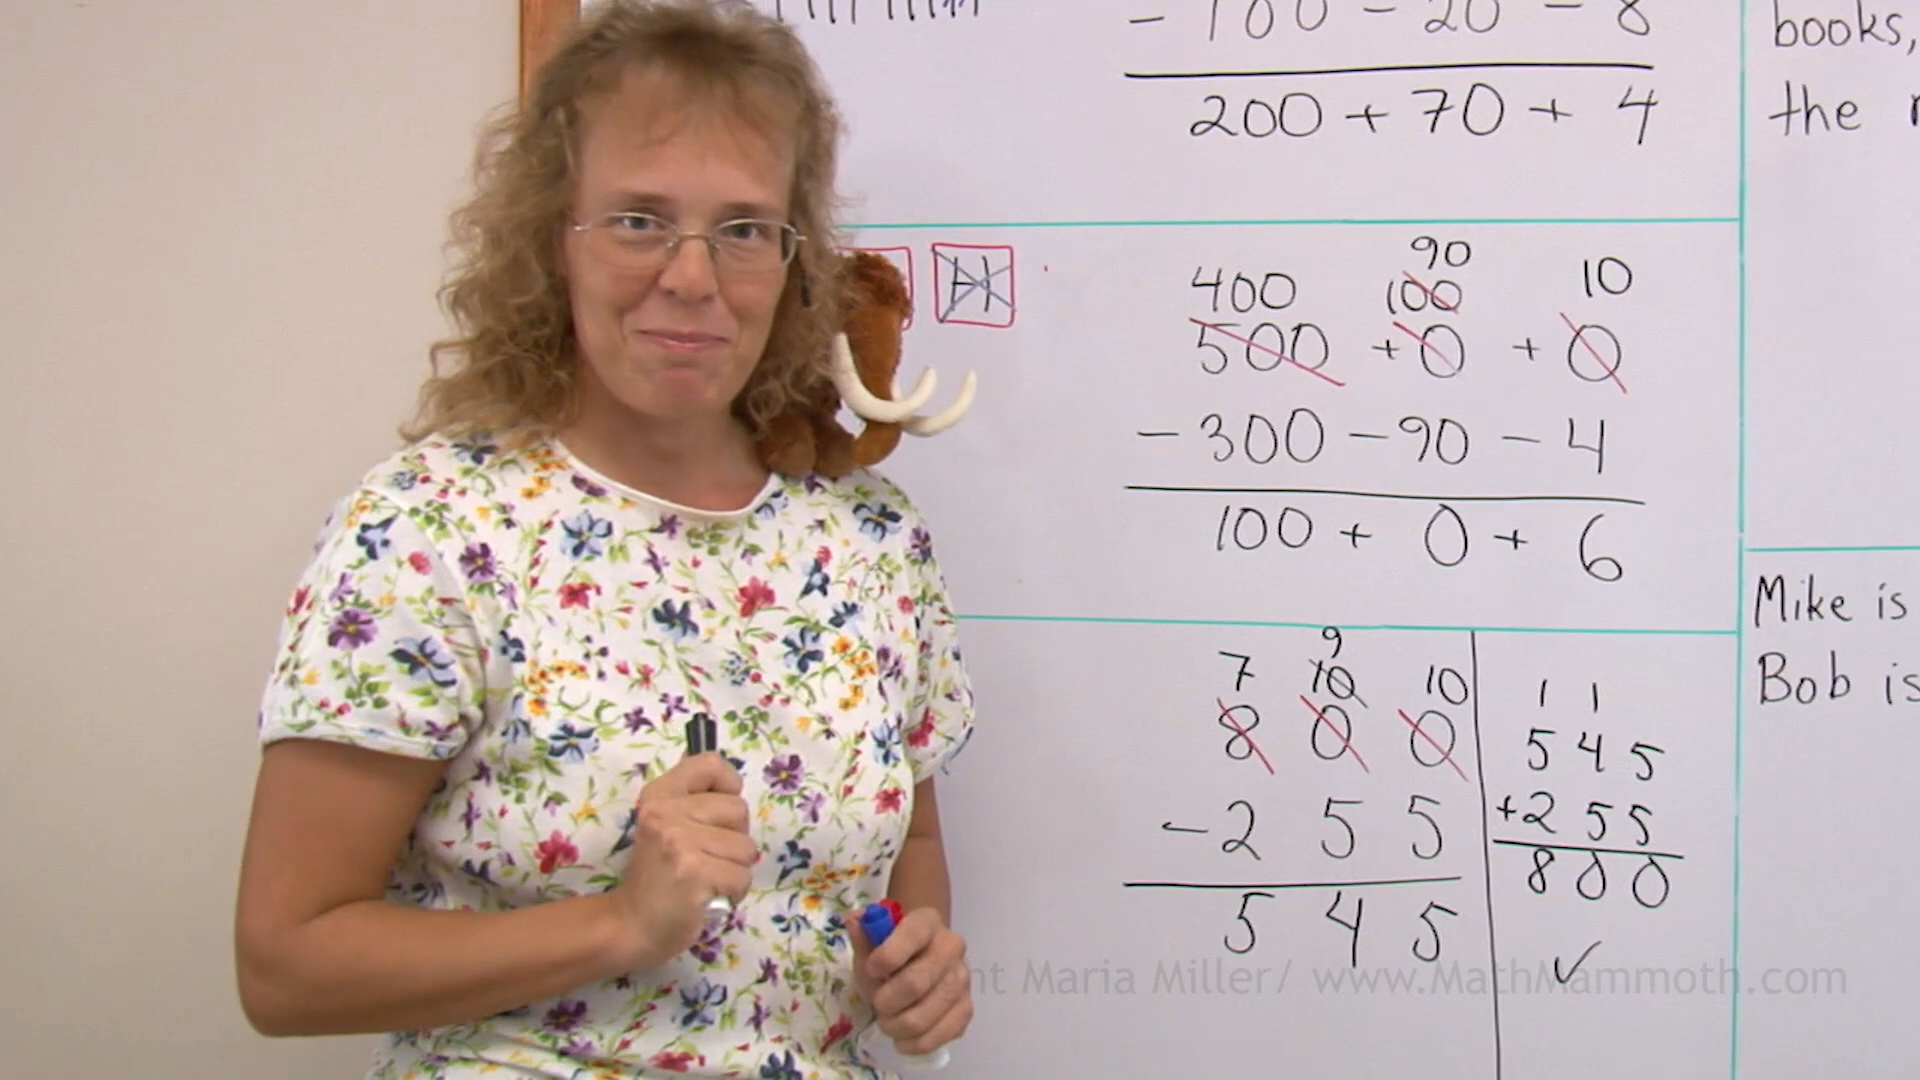 - 100 - 20 - 8
200 + 70 + 4
books,
the
H
90
400 100 10
500 + 0 + 0
- 300 - 90 - 4
100 + 0 + 6
9
7 10 10
8 0 0
- 2 5 5
5 4 5
1 1
5 4 5
+ 2 5 5
8 0 0
✓
Mike is
Bob is
Maria Miller/ www.MathMammoth.com